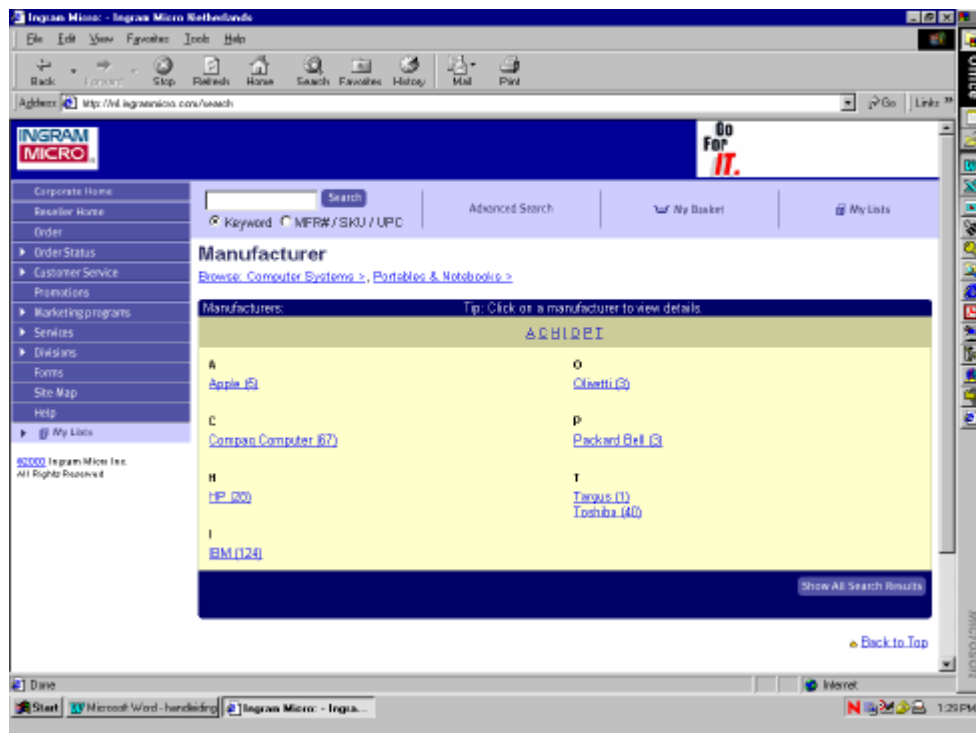 Ingram Micro: - Ingram Micro Netherlands
File Edit View Favorites Tools Help
Back Forward Stop Refresh Home Search Favorites History Mail Print
Address http://nl.ingrammicro.com/search Go Links »
Office
INGRAM
MICRO
Go
For
IT.
Corporate Home
Reseller Home
Order
Order Status
Customer Service
Promotions
Marketing programs
Services
Divisions
Forms
Site Map
Help
My Lists
©2000 Ingram Micro Inc.
All Rights Reserved
Search
Keyword MFR# / SKU / UPC
Advanced Search
My Basket
My Lists
Manufacturer
Browse: Computer Systems >, Portables & Notebooks >
Manufacturers: Tip: Click on a manufacturer to view details.
A C H I O P T
A
Apple (5)
C
Compaq Computer (67)
H
HP (20)
I
IBM (124)
O
Olivetti (3)
P
Packard Bell (3)
T
Targus (1)
Toshiba (40)
Show All Search Results
Back to Top
Microsoft
Done Internet
Start Microsoft Word - handleiding Ingram Micro: - Ingra... 1:29 PM